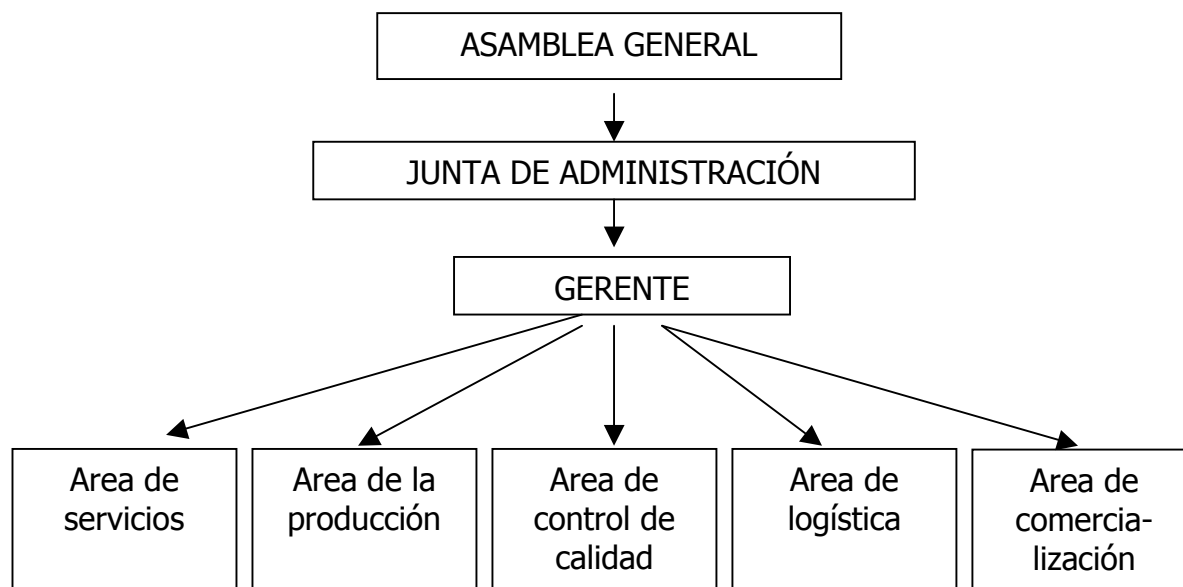 ASAMBLEA GENERAL
JUNTA DE ADMINISTRACIÓN
GERENTE
Area de
servicios
Area de la
producción
Area de
control de
calidad
Area de
logística
Area de
comercia-
lización